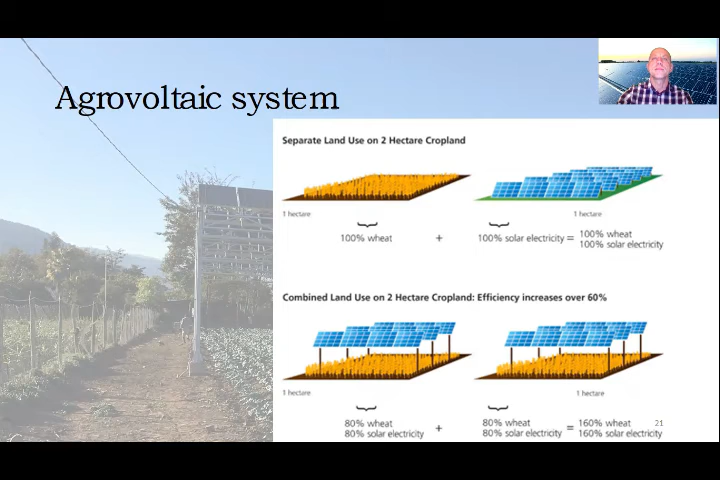 Agrovoltaic system
Separate Land Use on 2 Hectare Cropland
1 hectare
1 hectare
100% wheat
+
100% solar electricity
=
100% wheat
100% solar electricity
Combined Land Use on 2 Hectare Cropland: Efficiency increases over 60%
1 hectare
1 hectare
80% wheat
80% solar electricity
+
80% wheat
80% solar electricity
=
160% wheat
160% solar electricity
21